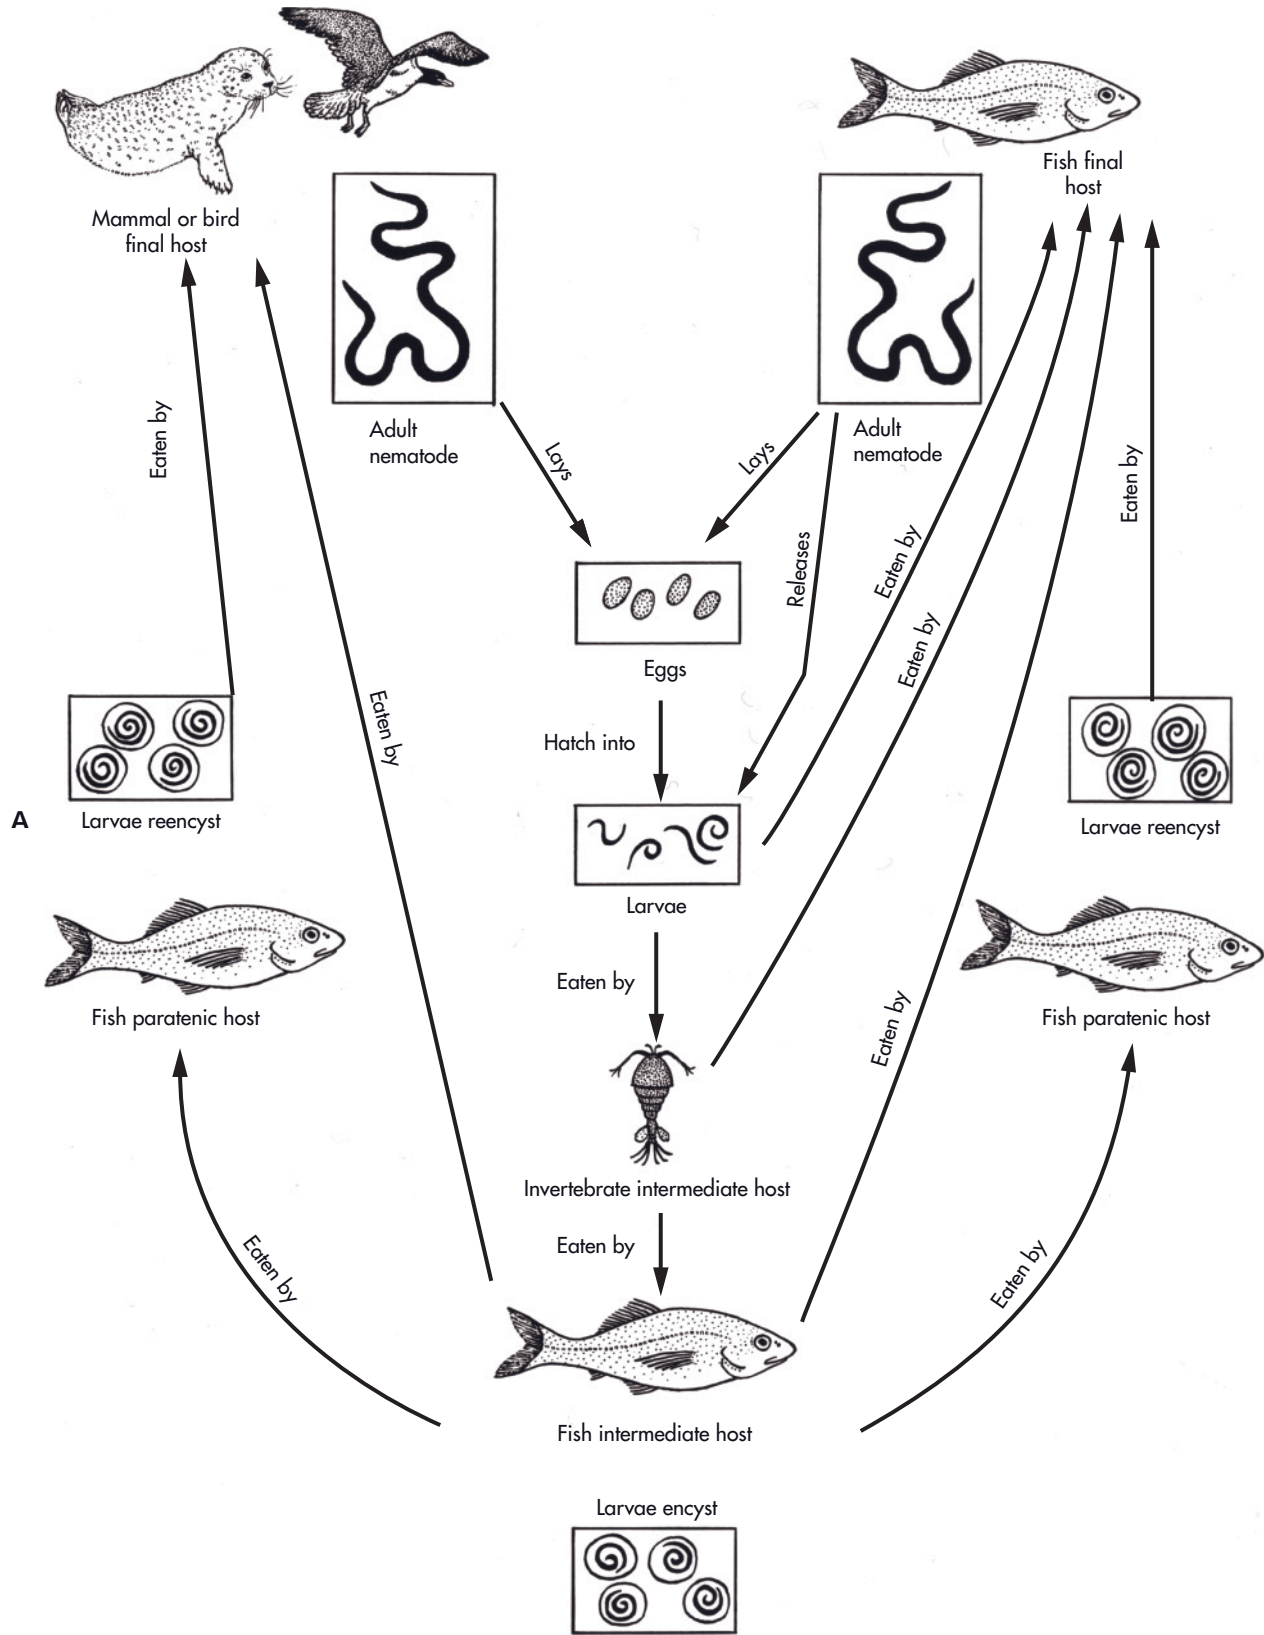 Mammal or bird
final host
Fish final
host
Adult
nematode
Adult
nematode
Eaten by
Lays
Lays
Releases
Eaten by
Eaten by
Eaten by
Eaten by
Eggs
Hatch into
A
Larvae reencyst
Larvae reencyst
Larvae
Eaten by
Fish paratenic host
Fish paratenic host
Eaten by
Invertebrate intermediate host
Eaten by
Eaten by
Eaten by
Eaten by
Fish intermediate host
Larvae encyst